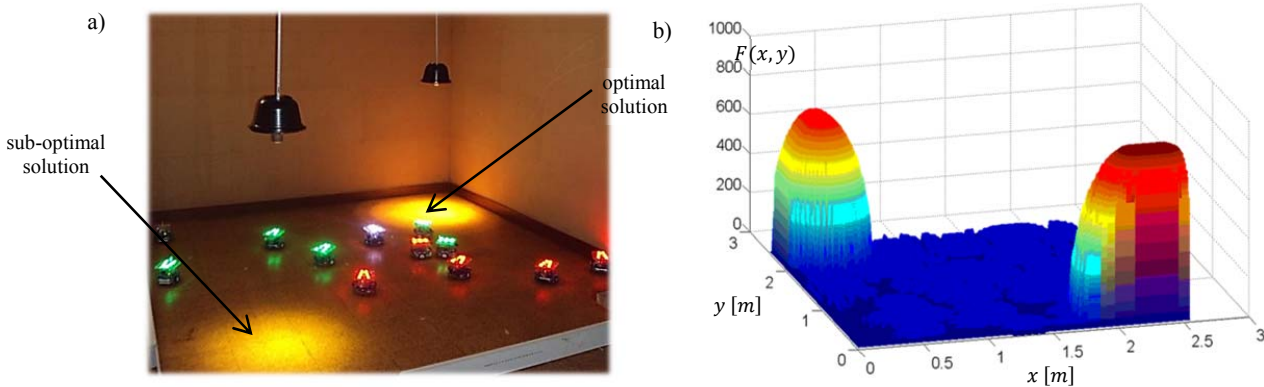 a)
optimal
solution
sub-optimal
solution
b)
F(x, y)
1000
800
600
400
200
0
3
2
1
0
y [m]
0
0.5
1
1.5
2
2.5
3
x [m]